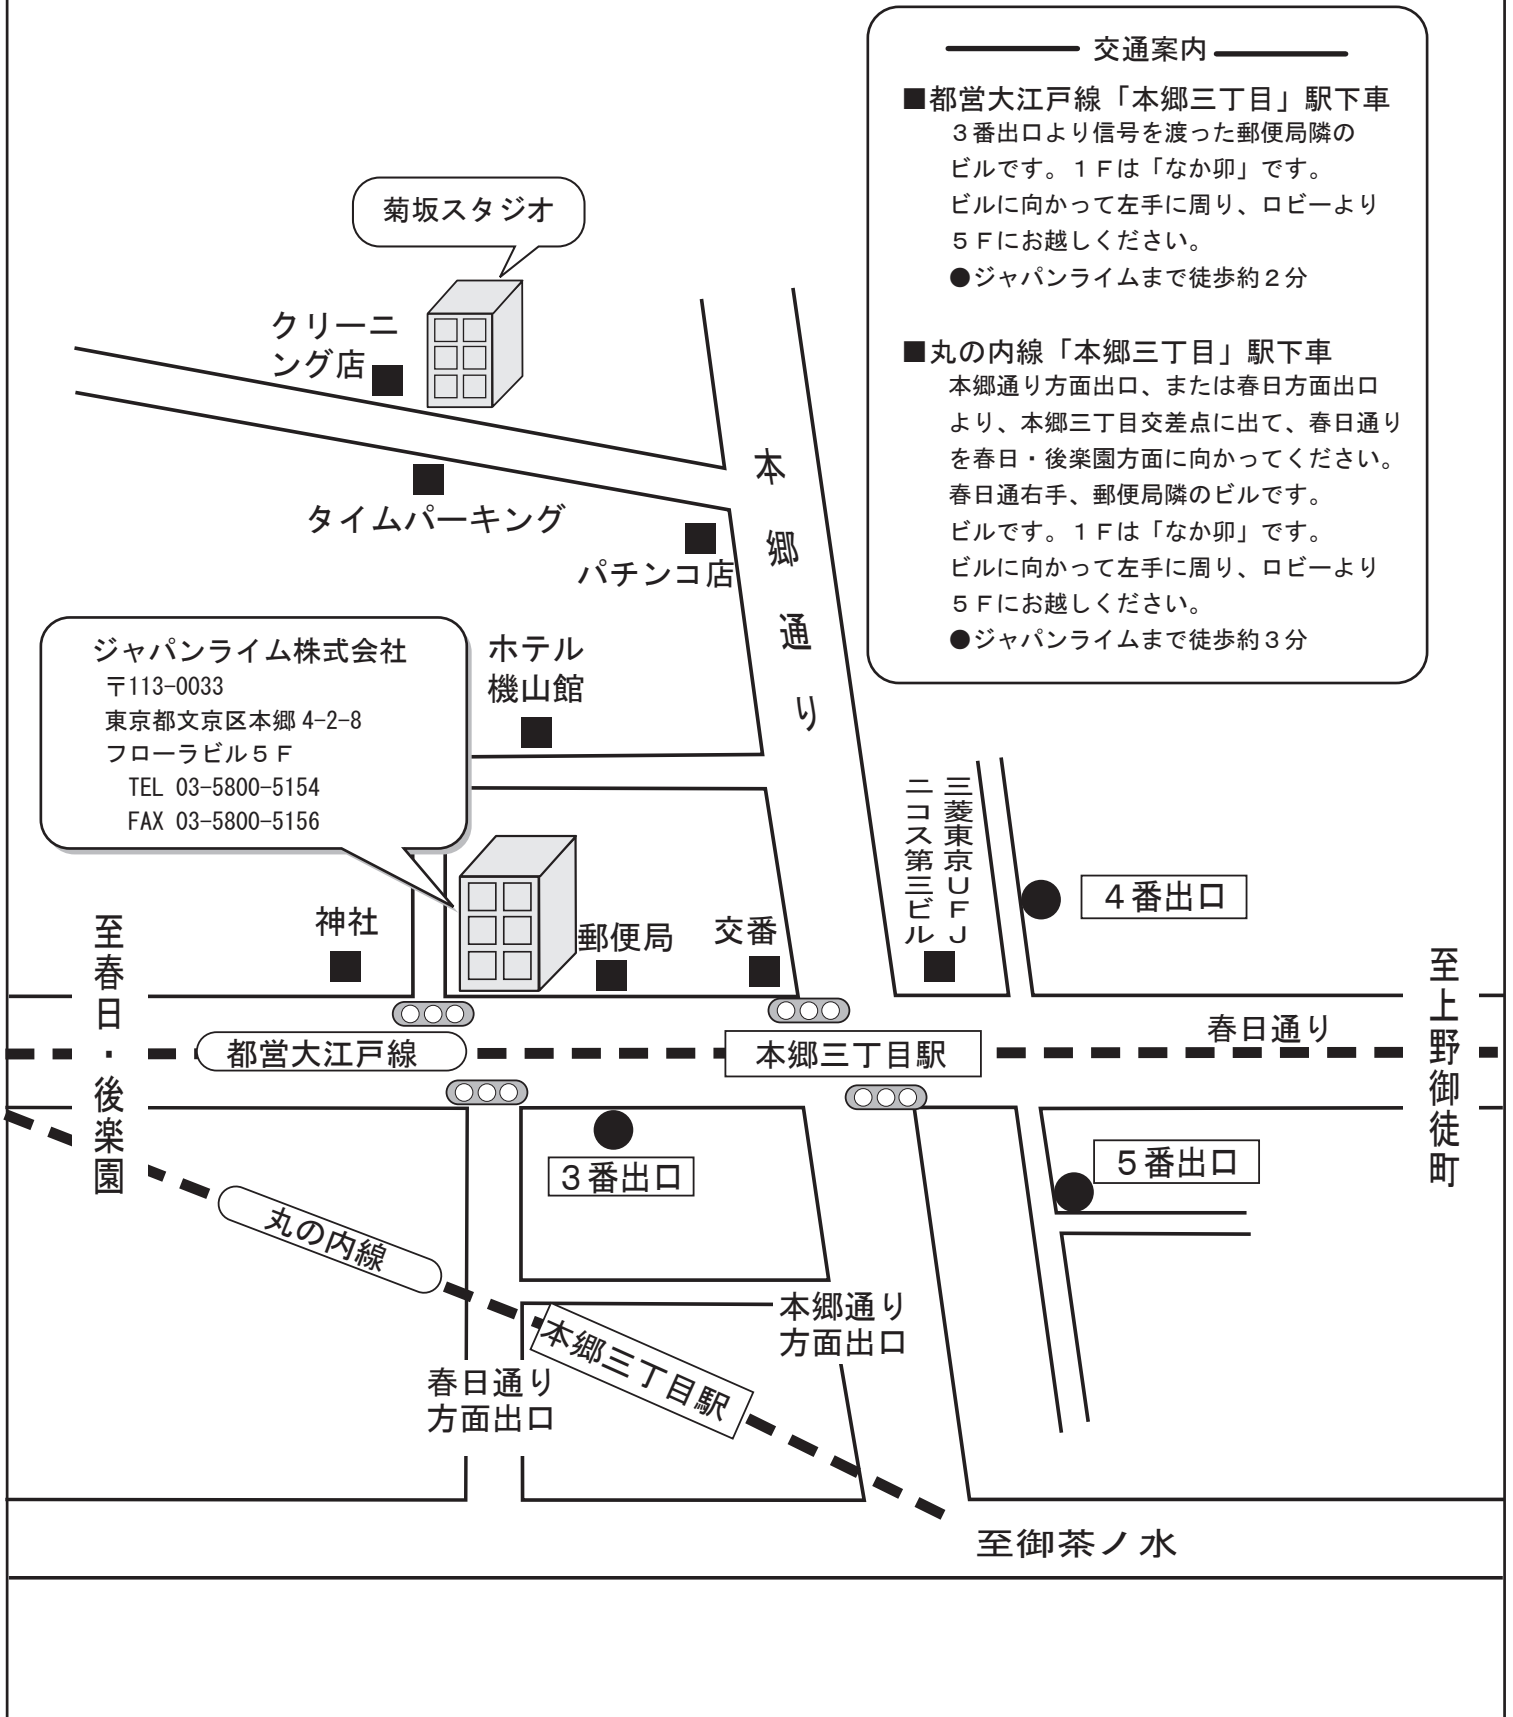 交通案内
■都営大江戸線「本郷三丁目」駅下車
３番出口より信号を渡った郵便局隣の
ビルです。１Ｆは「なか卯」です。
ビルに向かって左手に周り、ロビーより
５Ｆにお越しください。
●ジャパンライムまで徒歩約２分
■丸の内線「本郷三丁目」駅下車
本郷通り方面出口、または春日方面出口
より、本郷三丁目交差点に出て、春日通り
を春日・後楽園方面に向かってください。
春日通右手、郵便局隣のビルです。
ビルです。１Ｆは「なか卯」です。
ビルに向かって左手に周り、ロビーより
５Ｆにお越しください。
●ジャパンライムまで徒歩約３分
菊坂スタジオ
クリーニ
ング店
タイムパーキング
パチンコ店
本郷通り
ジャパンライム株式会社
〒113-0033
東京都文京区本郷 4-2-8
フローラビル５Ｆ
TEL 03-5800-5154
FAX 03-5800-5156
ホテル
機山館
三菱東京ＵＦＪ
ニコス第三ビル
４番出口
神社
郵便局
交番
至春日・後楽園
至上野御徒町
春日通り
都営大江戸線
本郷三丁目駅
３番出口
５番出口
丸の内線
本郷三丁目駅
本郷通り
方面出口
春日通り
方面出口
至御茶ノ水